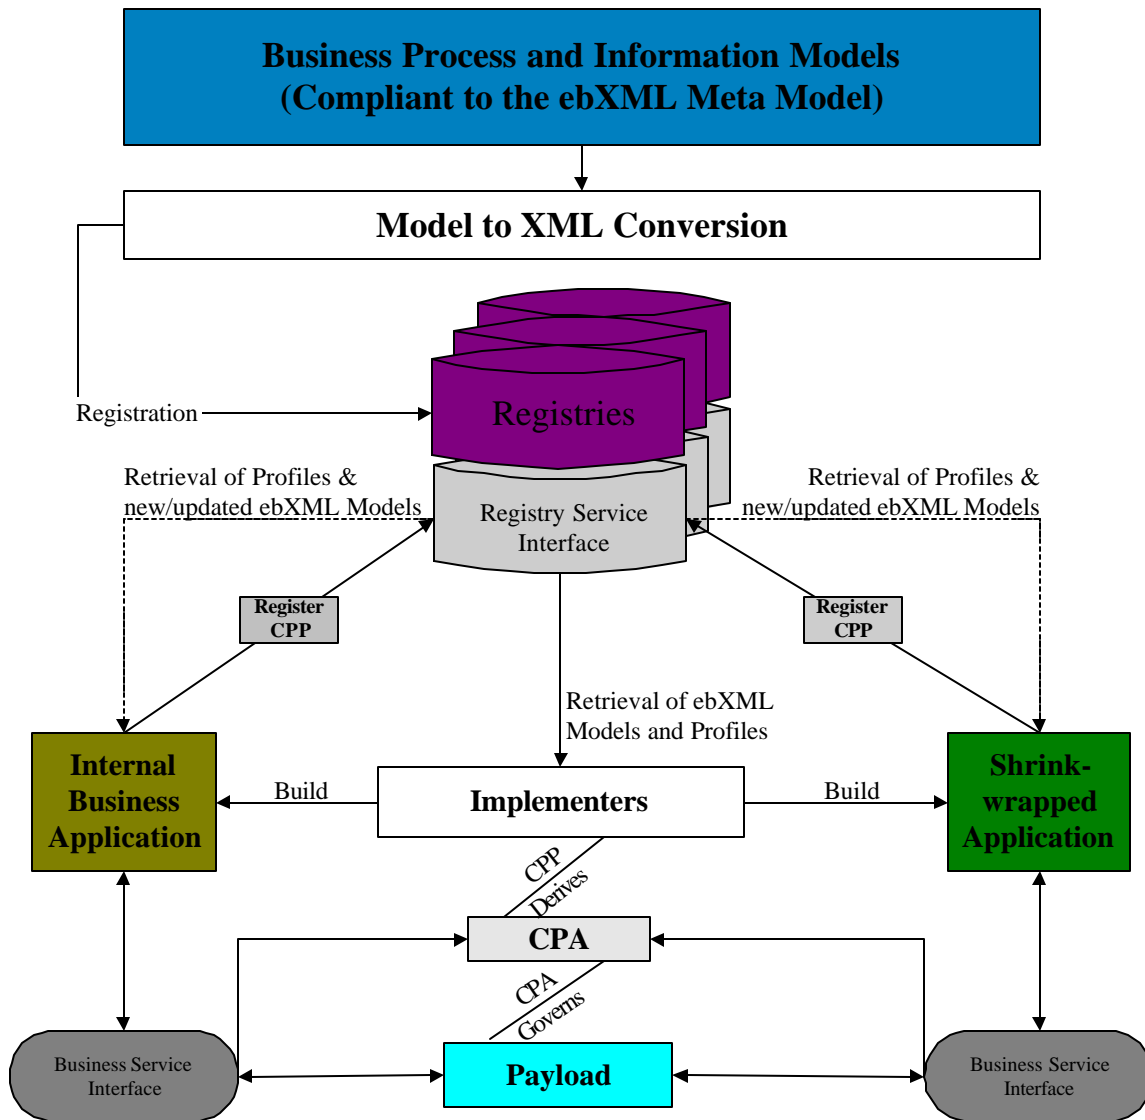 Business Process and Information Models
(Compliant to the ebXML Meta Model)
Model to XML Conversion
Registration
Registries
Retrieval of Profiles &
new/updated ebXML Models
Registry Service
Interface
Retrieval of Profiles &
new/updated ebXML Models
Register
CPP
Register
CPP
Retrieval of ebXML
Models and Profiles
Internal
Business
Application
Build
Implementers
Build
Shrink-
wrapped
Application
CPP
Derives
CPA
CPA
Governs
Business Service
Interface
Payload
Business Service
Interface